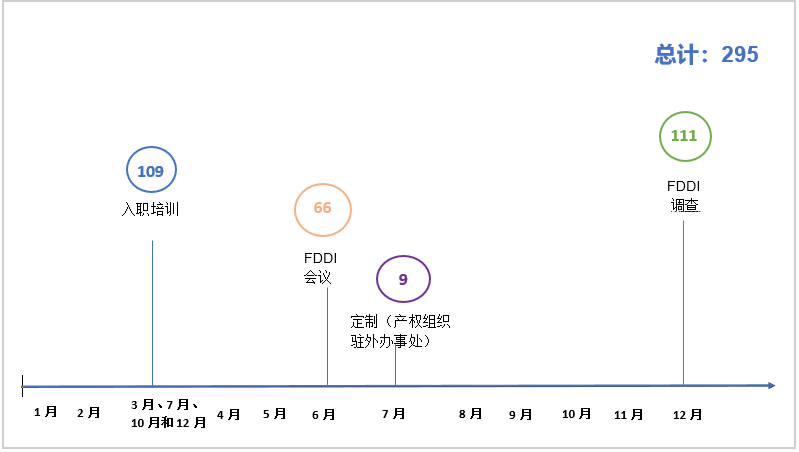 总计：295
111
FDDI
调查
109
入职培训
66
FDDI
会议
9
定制（产权组织
驻外办事处）
1月
2月
3月、7月、
10月和12月
4月
5月
6月
7月
8月
9月
10月
11月
12月